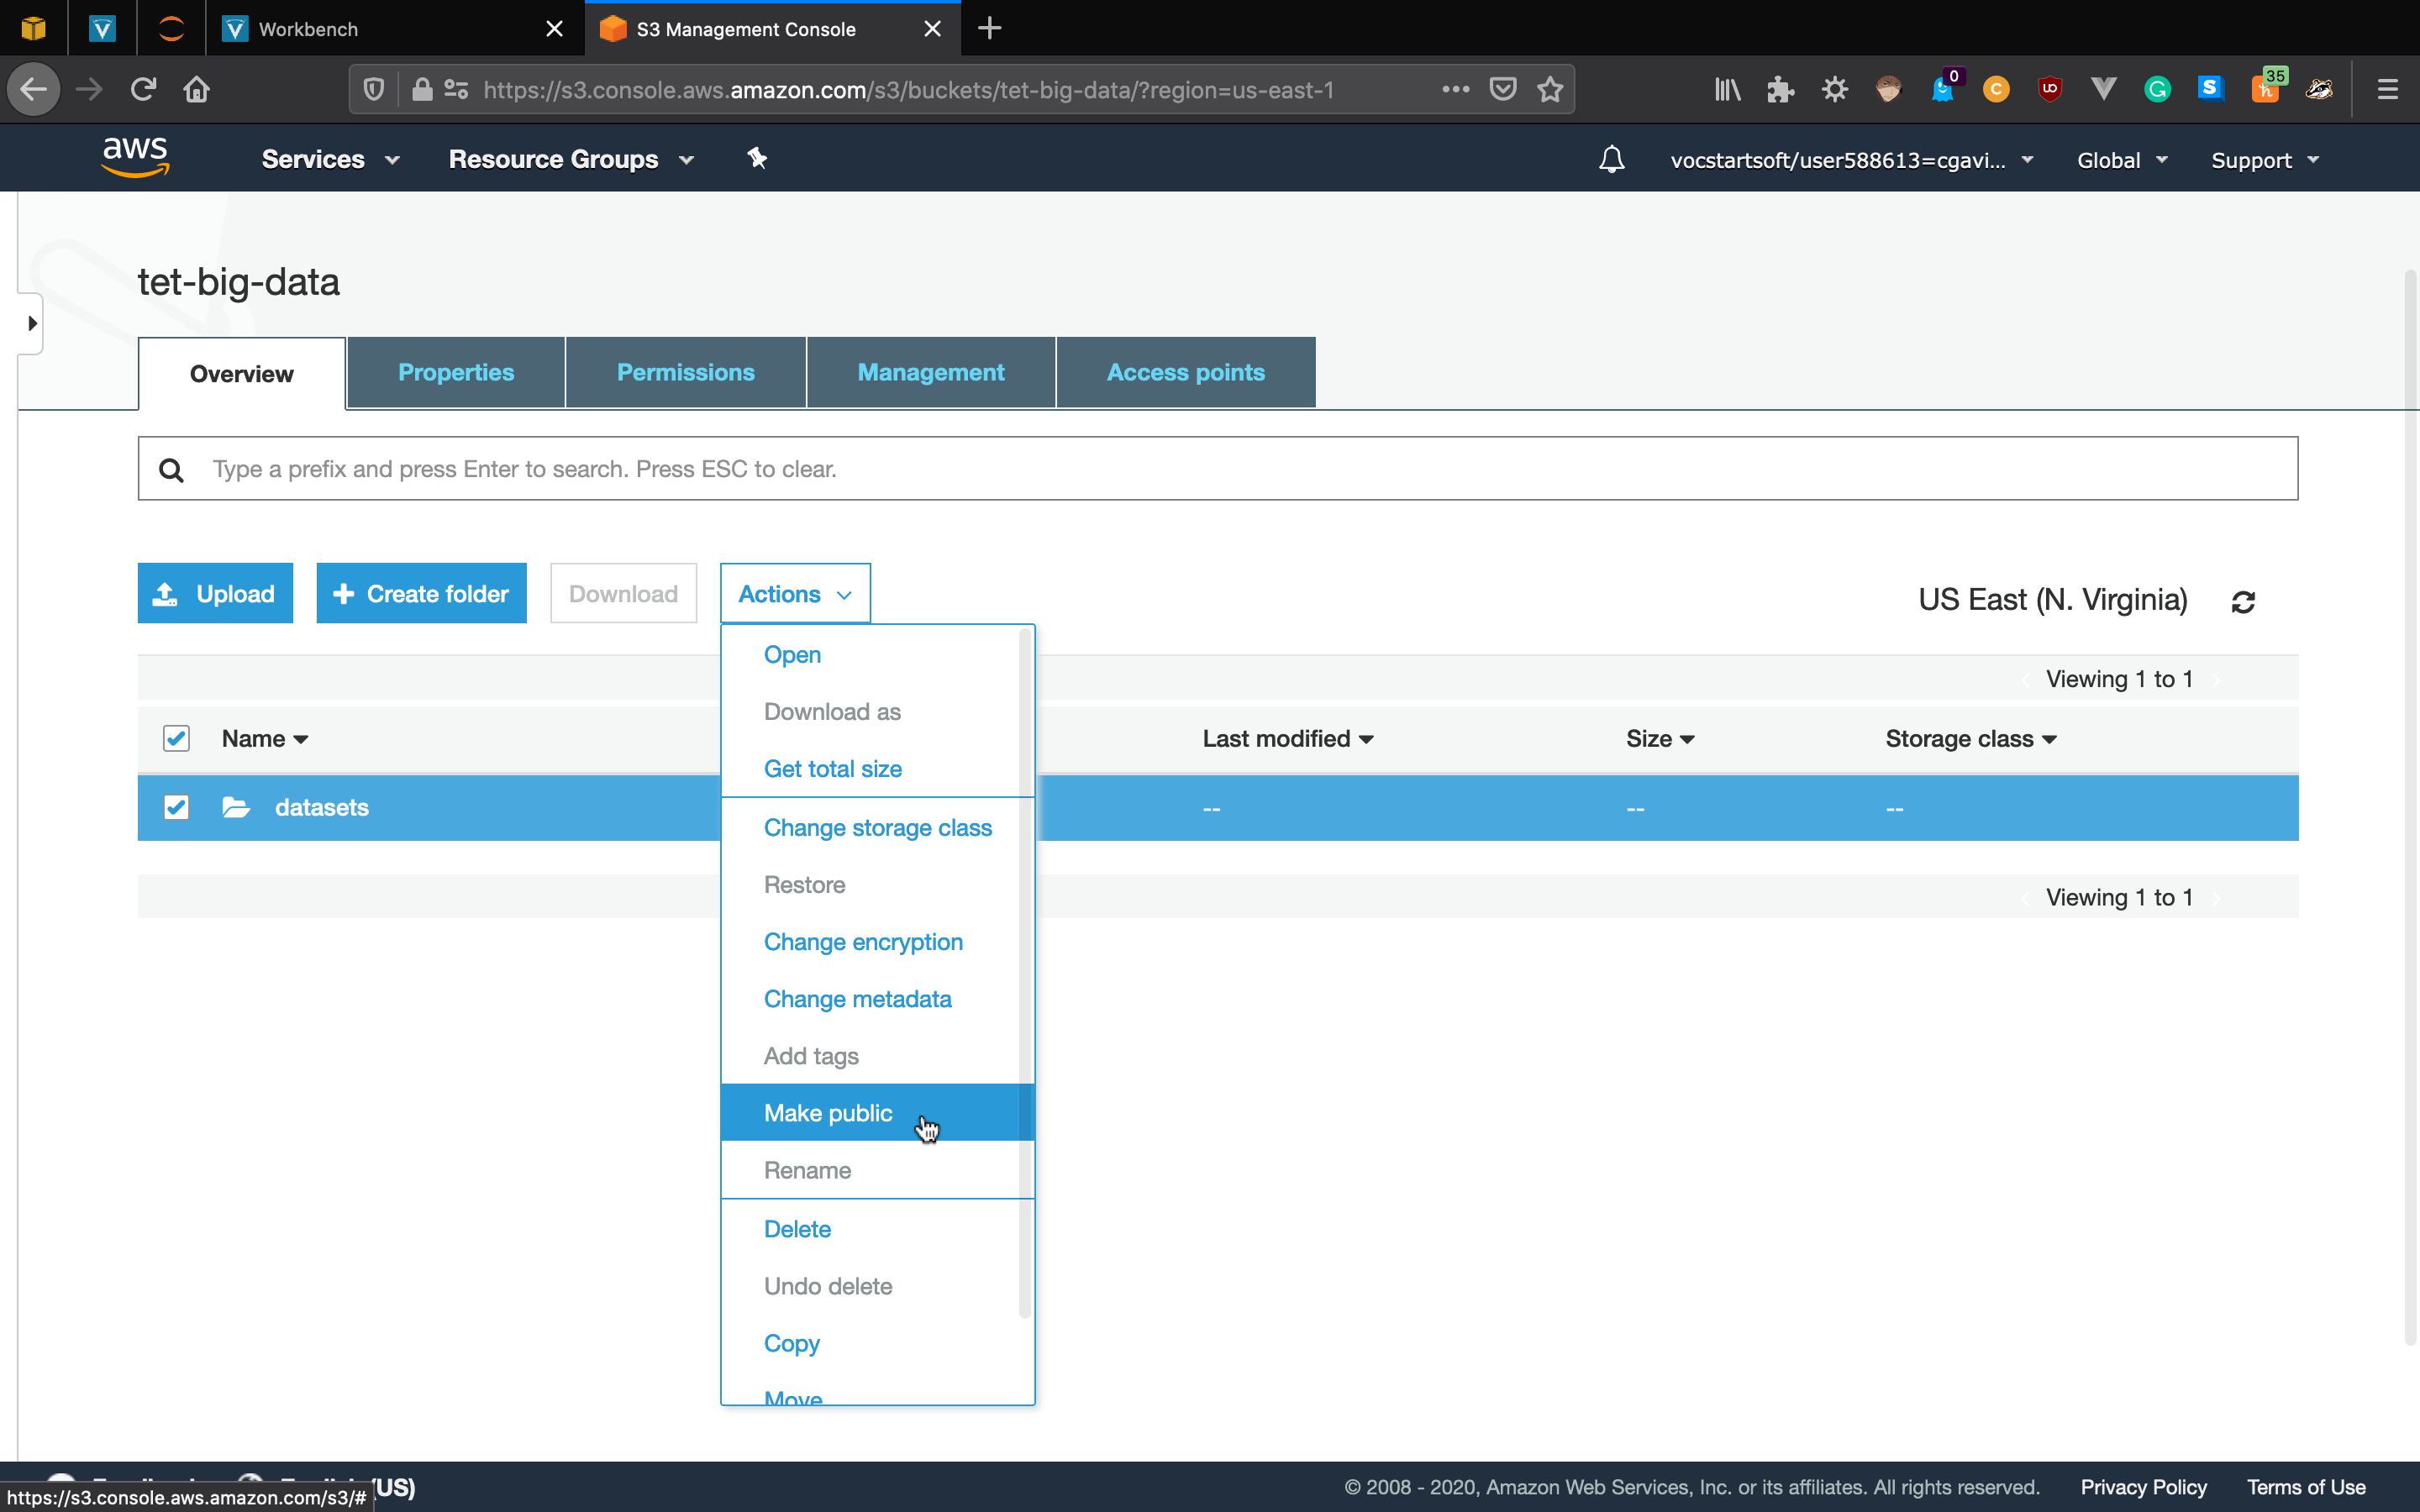 Workbench
S3 Management Console
https://s3.console.aws.amazon.com/s3/buckets/tet-big-data/?region=us-east-1
0
C
UD
G
S
35
h
aws
Services
Resource Groups
vocstartsoft/user588613=cgavi...
Global
Support
tet-big-data
Overview
Properties
Permissions
Management
Access points
Type a prefix and press Enter to search. Press ESC to clear.
Upload
Create folder
Download
Actions
US East (N. Virginia)
Open
Download as
Get total size
Change storage class
Restore
Change encryption
Change metadata
Add tags
Make public
Rename
Delete
Undo delete
Copy
Move
Viewing 1 to 1
Name
Last modified
Size
Storage class
datasets
--
--
--
Viewing 1 to 1
(US)
https://s3.console.aws.amazon.com/s3/#
© 2008 - 2020, Amazon Web Services, Inc. or its affiliates. All rights reserved.
Privacy Policy
Terms of Use